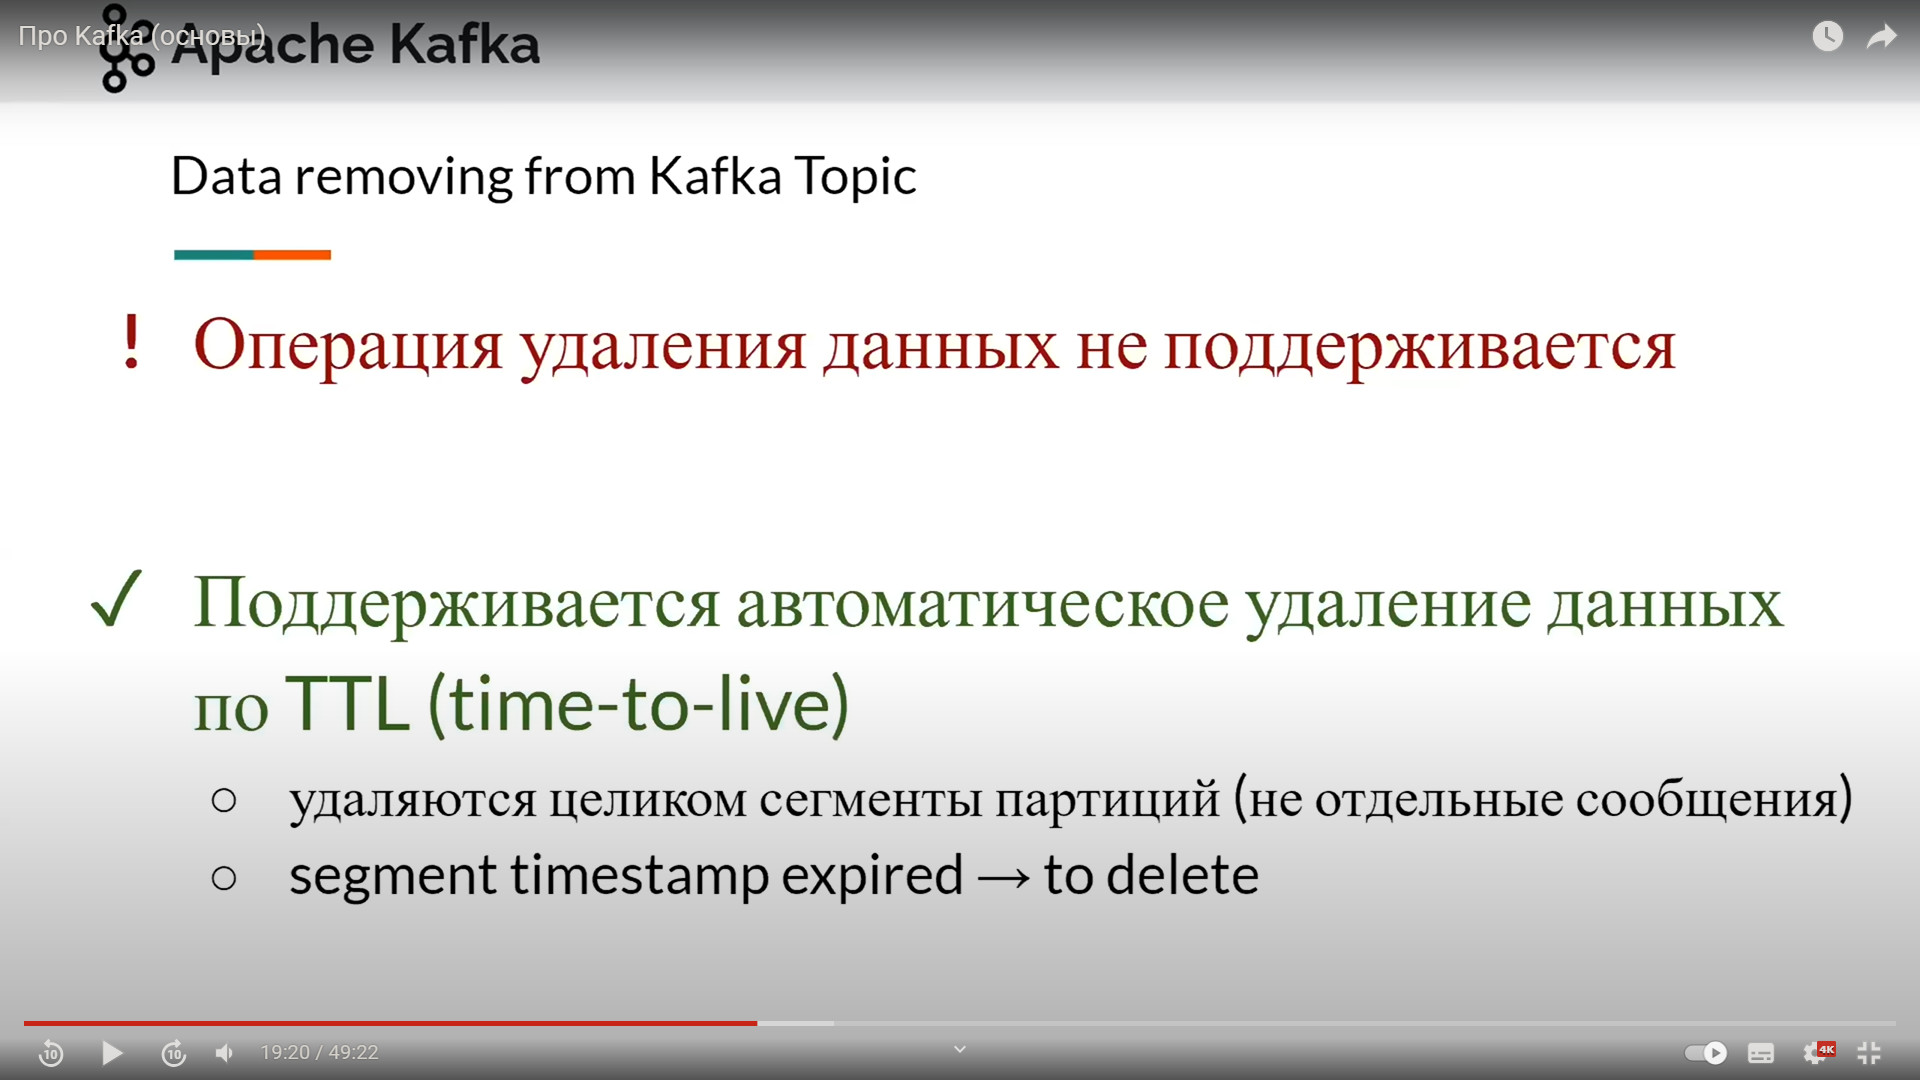 Про Kafka (основы)
Apache Kafka
Data removing from Kafka Topic
! Операция удаления данных не поддерживается
✓ Поддерживается автоматическое удаление данных
по TTL (time-to-live)
○ удаляются целиком сегменты партиций (не отдельные сообщения)
○ segment timestamp expired → to delete
10
10
19:20 / 49:22
4K